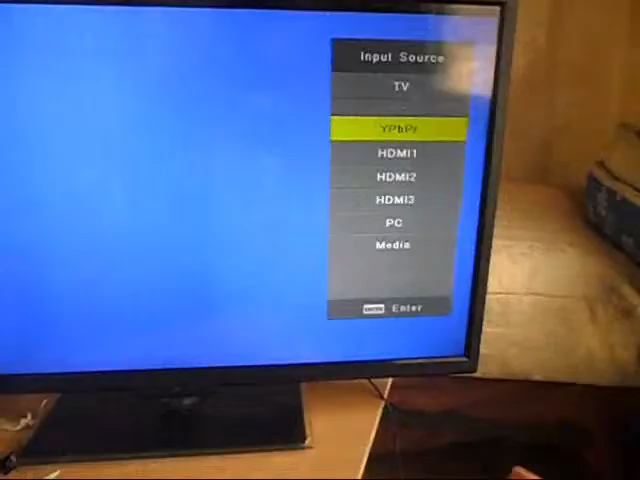 Input Source
TV
YPbPr
HDMI1
HDMI2
HDMI3
PC
Media
Enter